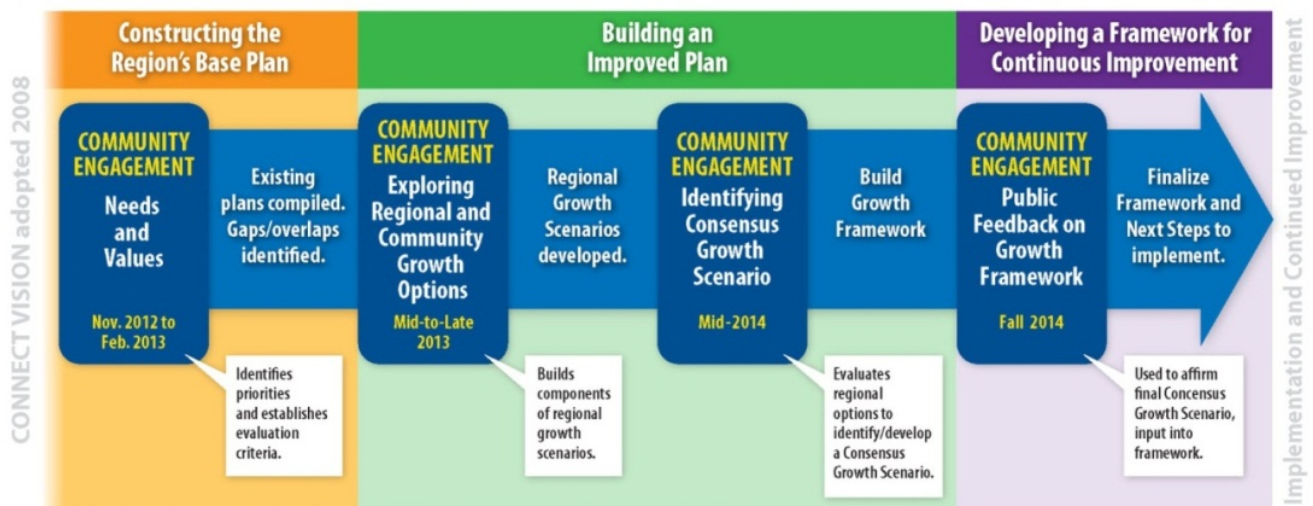 CONNECT VISION adopted 2008
Constructing the
Region's Base Plan
Building an
Improved Plan
Developing a Framework for
Continuous Improvement
COMMUNITY
ENGAGEMENT
Needs
and
Values
Nov. 2012 to
Feb. 2013
Existing
plans compiled.
Gaps/overlaps
identified.
Identifies
priorities
and establishes
evaluation
criteria.
COMMUNITY
ENGAGEMENT
Exploring
Regional and
Community
Growth
Options
Mid-to-Late
2013
Regional
Growth
Scenarios
developed.
Builds
components
of regional
growth
scenarios.
COMMUNITY
ENGAGEMENT
Identifying
Consensus
Growth
Scenario
Mid-2014
Build
Growth
Framework
Evaluates
regional
options to
identify/develop
a Consensus
Growth Scenario.
COMMUNITY
ENGAGEMENT
Public
Feedback on
Growth
Framework
Fall 2014
Finalize
Framework and
Next Steps to
implement.
Used to affirm
final Concensus
Growth Scenario,
input into
framework.
Implementation and Continued Improvement